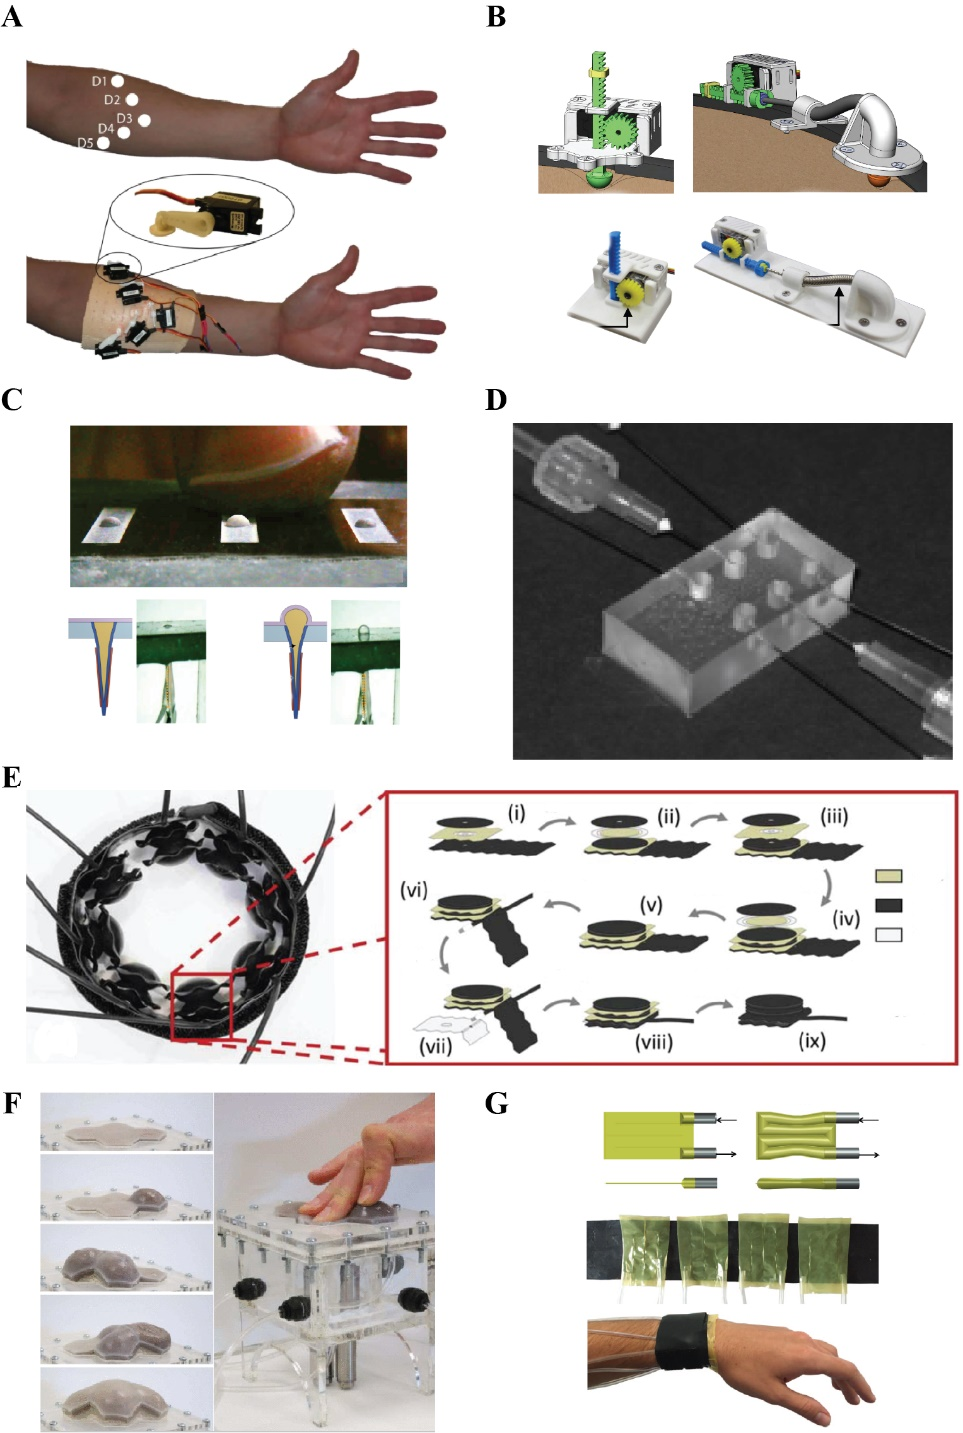 A
B
D1
D2
D3
D4
D5
C
D
E
(i)
(ii)
(iii)
(vi)
(v)
(iv)
(vii)
(viii)
(ix)
F
G